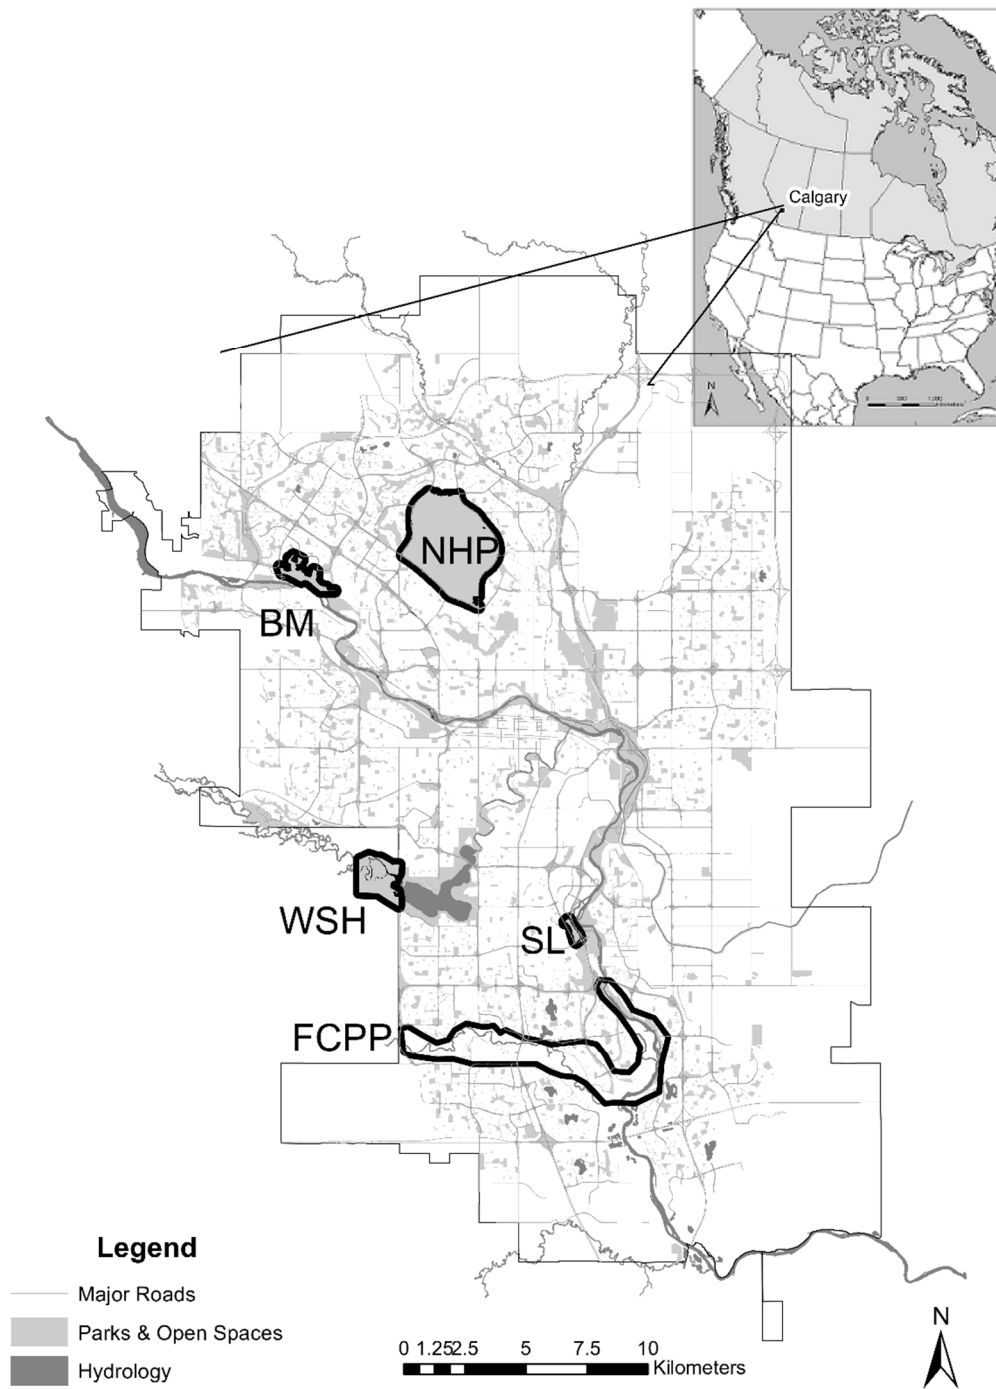 Calgary
N
Kilometers
NHP
BM
WSH
SL
FCPP
Legend
Major Roads
Parks & Open Spaces
Hydrology
0 1.25 2.5 5 7.5 10
Kilometers
N